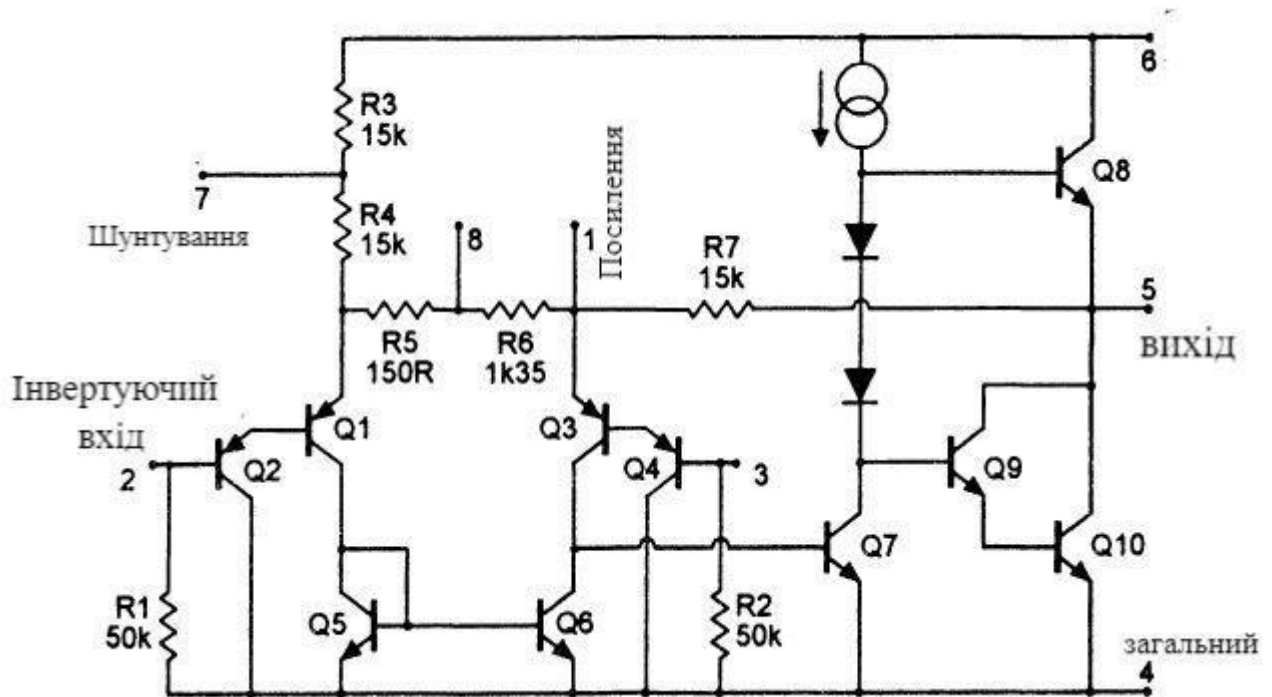 6
R3
15k
7
Шунтування
R4
15k
8
1
Посилення
R7
15k
Q8
5
вихід
R5
150R
R6
1k35
Інвертуючий
вхід
2
Q2
Q1
Q3
Q4
3
Q9
Q7
Q10
R1
50k
Q5
Q6
R2
50k
загальний
4